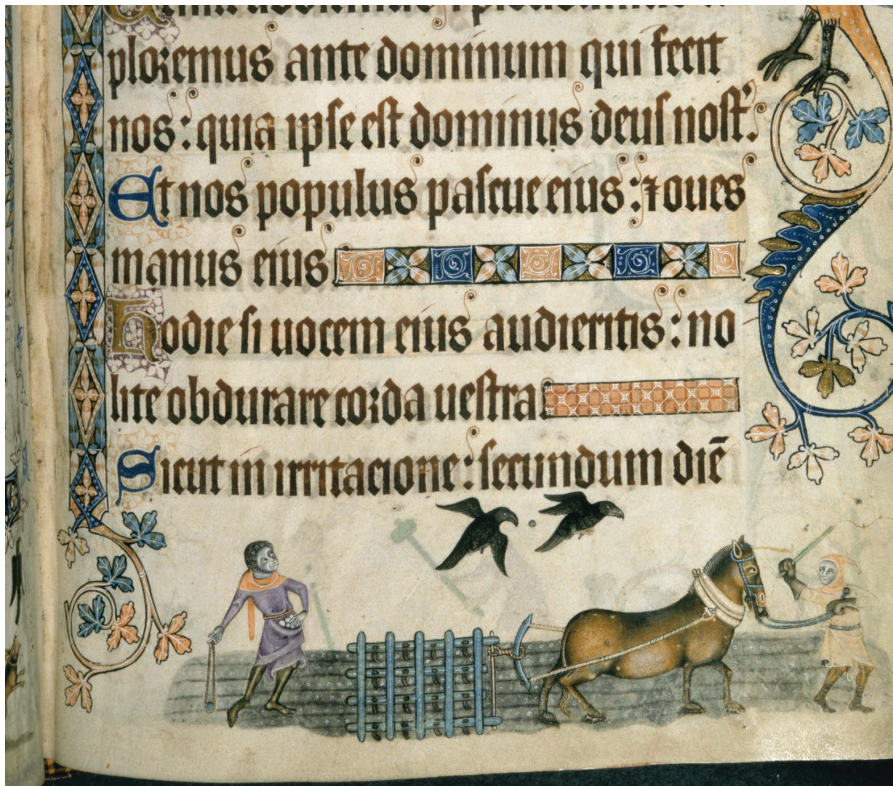 ploremus ante dominum qui fecit
nos: quia ipse est dominus deus nost'.
Et nos populus pascue eius: ⁊ oues
manus eius
hodie si uocem eius audieritis: no
lite obdurare corda uestra.
Sicut in irritacione: secundum diē